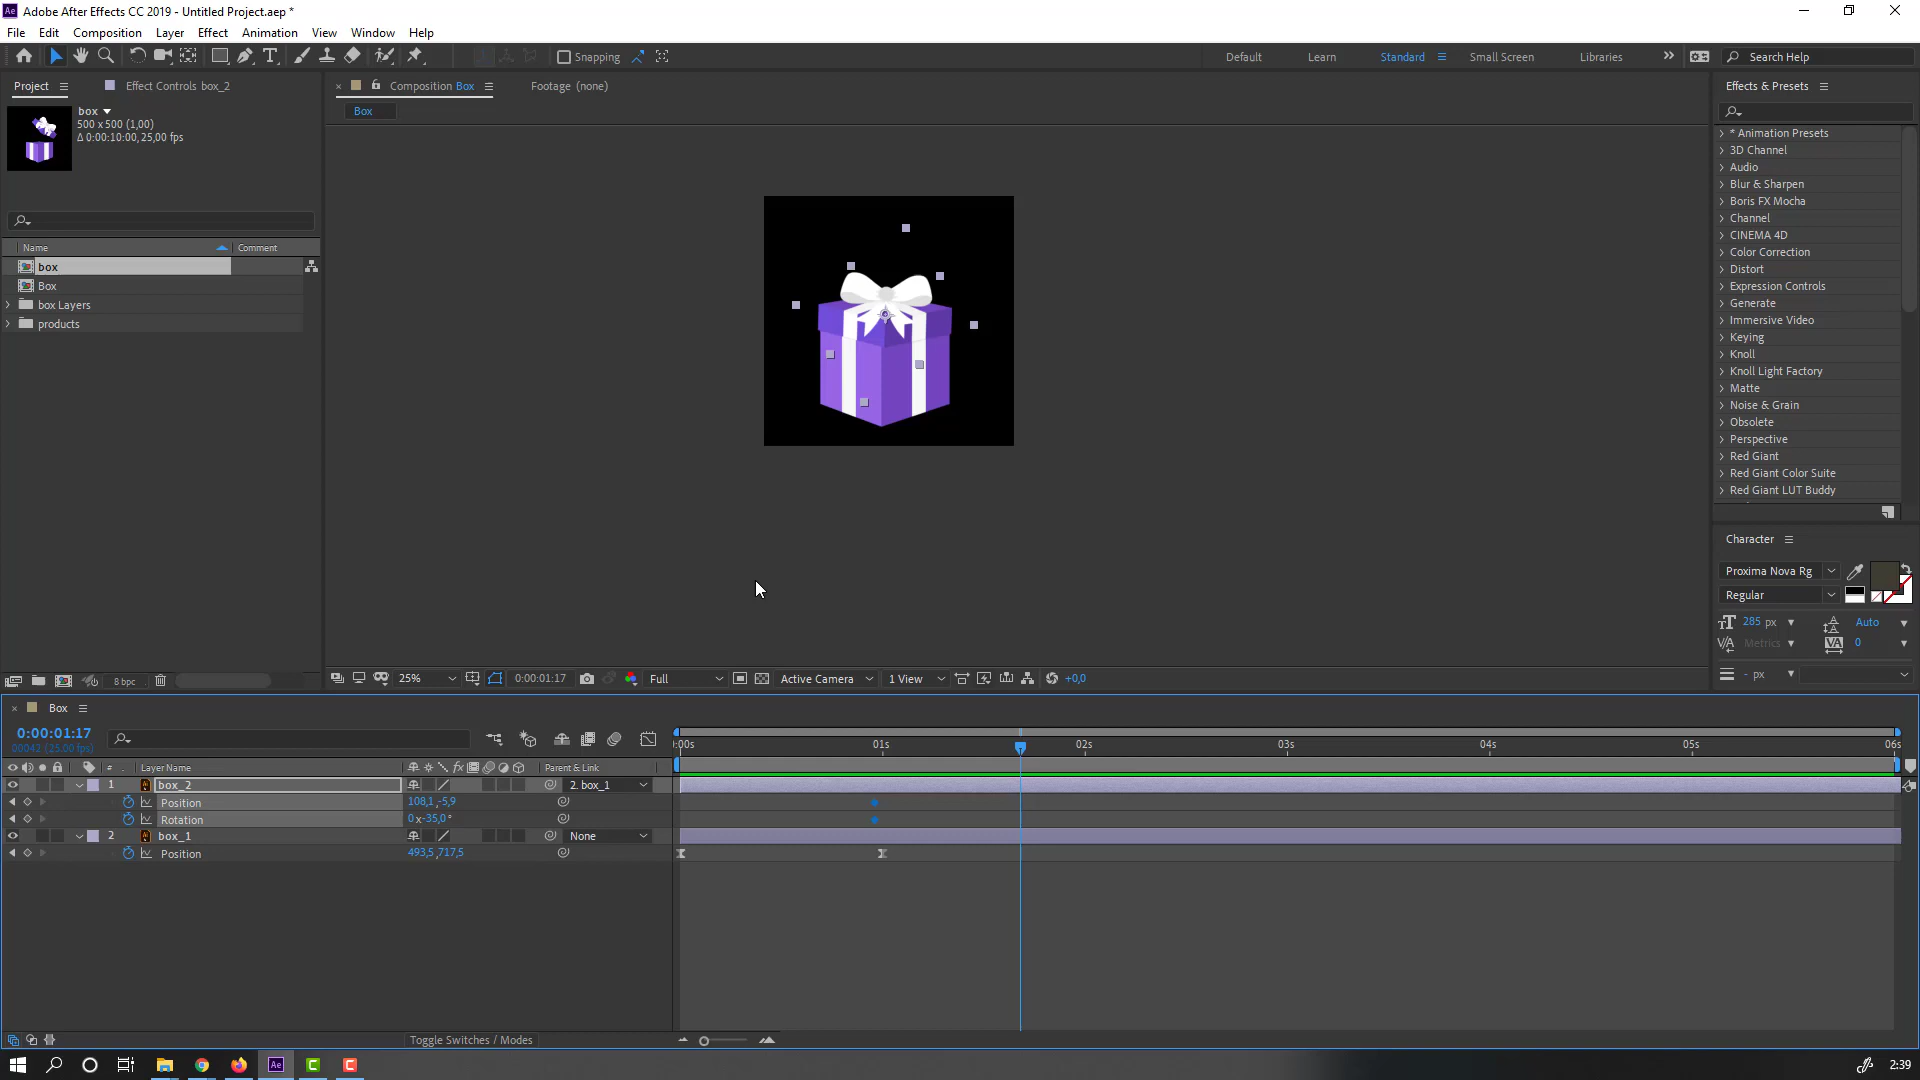 Adobe After Effects CC 2019 - Untitled Project.aep *
File Edit Composition Layer Effect Animation View Window Help
Snapping Default Learn Standard Small Screen Libraries Search Help
Project Effect Controls box_2
Composition Box Footage (none)
Effects & Presets
box
500 x 500 (1,00)
Δ 0:00:10:00, 25,00 fps
Box
Name Comment
box
Box
box Layers
products
* Animation Presets
3D Channel
Audio
Blur & Sharpen
Boris FX Mocha
Channel
CINEMA 4D
Color Correction
Distort
Expression Controls
Generate
Immersive Video
Keying
Knoll
Knoll Light Factory
Matte
Noise & Grain
Obsolete
Perspective
Red Giant
Red Giant Color Suite
Red Giant LUT Buddy
Character
Proxima Nova Rg
Regular
285 px Auto
Metrics 0
- px
8 bpc
25% 0:00:01:17 Full Active Camera 1 View +0,0
Box
0:00:01:17
00042 (25.00 fps)
:00s 01s 02s 03s 04s 05s 06s
# Layer Name Parent & Link
1 box_2 2. box_1
Position 108,1 ,-5,9
Rotation 0 x-35,0 °
2 box_1 None
Position 493,5 ,717,5
Toggle Switches / Modes
Ae 2:39